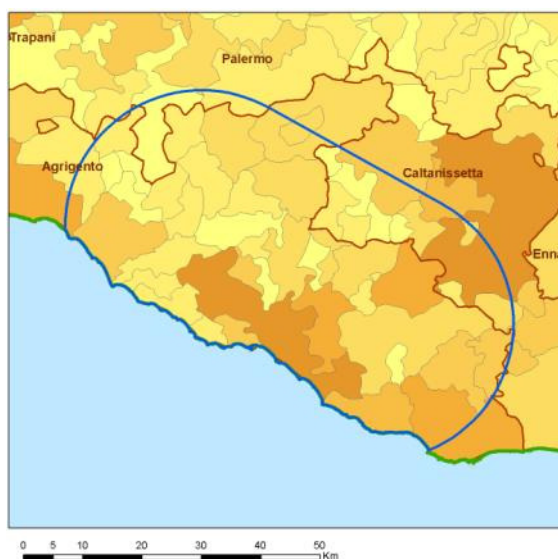 Trapani
Palermo
Agrigento
Caltanissetta
Enna
0 5 10 20 30 40 50
Km